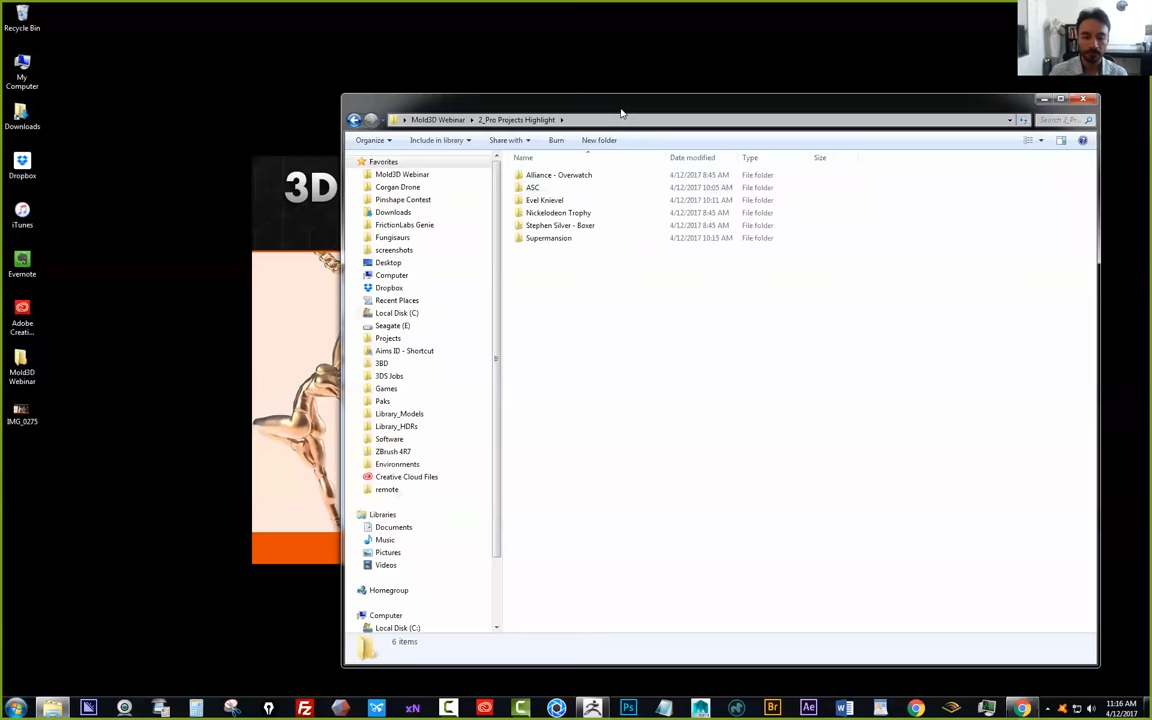 Recycle Bin
My
Computer
Downloads
Dropbox
iTunes
Evernote
Adobe
Creati...
Mold3D
Webinar
IMG_0275
3D
Mold3D Webinar
2_Pro Projects Highlight
Search 2_Pr...
Organize
Include in library
Share with
Burn
New folder
Favorites
Mold3D Webinar
Corgan Drone
Pinshape Contest
Downloads
FrictionLabs Genie
Fungisaurs
screenshots
Desktop
Computer
Dropbox
Recent Places
Local Disk (C)
Seagate (E)
Projects
Aims ID - Shortcut
3BD
3DS Jobs
Games
Paks
Library_Models
Library_HDRs
Software
ZBrush 4R7
Environments
Creative Cloud Files
remote
Libraries
Documents
Music
Pictures
Videos
Homegroup
Computer
Local Disk (C:)
Name Date modified Type Size
Alliance - Overwatch 4/12/2017 8:45 AM File folder
ASC 4/12/2017 10:05 AM File folder
Evel Knievel 4/12/2017 10:11 AM File folder
Nickelodeon Trophy 4/12/2017 8:45 AM File folder
Stephen Silver - Boxer 4/12/2017 8:45 AM File folder
Supermansion 4/12/2017 10:15 AM File folder
6 items
Fz
xN
C
C
Ps
Br
Ae
W
11:16 AM
4/12/2017